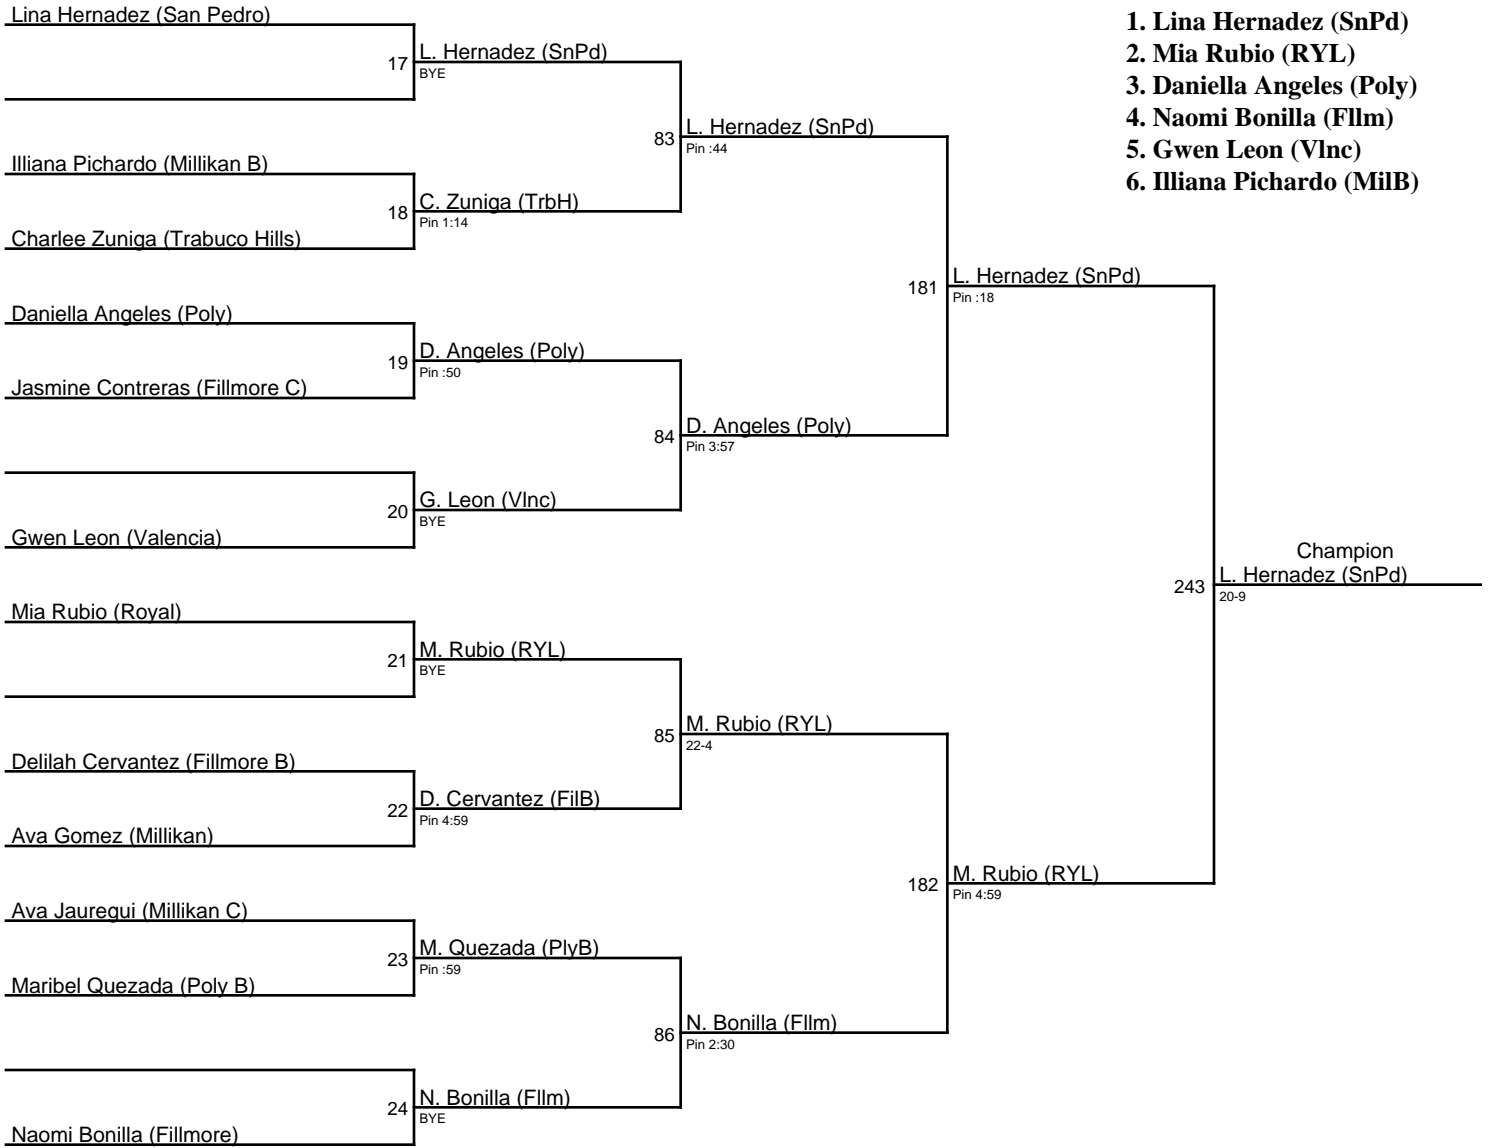 Lina Hernadez (San Pedro)
17
L. Hernadez (SnPd)
BYE
Illiana Pichardo (Millikan B)
18
C. Zuniga (TrbH)
Pin 1:14
Charlee Zuniga (Trabuco Hills)
83
L. Hernadez (SnPd)
Pin :44
Daniella Angeles (Poly)
19
D. Angeles (Poly)
Pin :50
Jasmine Contreras (Fillmore C)
84
D. Angeles (Poly)
Pin 3:57
20
G. Leon (Vlnc)
BYE
Gwen Leon (Valencia)
181
L. Hernadez (SnPd)
Pin :18
Mia Rubio (Royal)
21
M. Rubio (RYL)
BYE
85
M. Rubio (RYL)
22-4
Delilah Cervantez (Fillmore B)
22
D. Cervantez (FilB)
Pin 4:59
Ava Gomez (Millikan)
182
M. Rubio (RYL)
Pin 4:59
Ava Jauregui (Millikan C)
23
M. Quezada (PlyB)
Pin :59
Maribel Quezada (Poly B)
86
N. Bonilla (Fllm)
Pin 2:30
24
N. Bonilla (Fllm)
BYE
Naomi Bonilla (Fillmore)
243
Champion
L. Hernadez (SnPd)
20-9
1. Lina Hernadez (SnPd)
2. Mia Rubio (RYL)
3. Daniella Angeles (Poly)
4. Naomi Bonilla (Fllm)
5. Gwen Leon (Vlnc)
6. Illiana Pichardo (MilB)